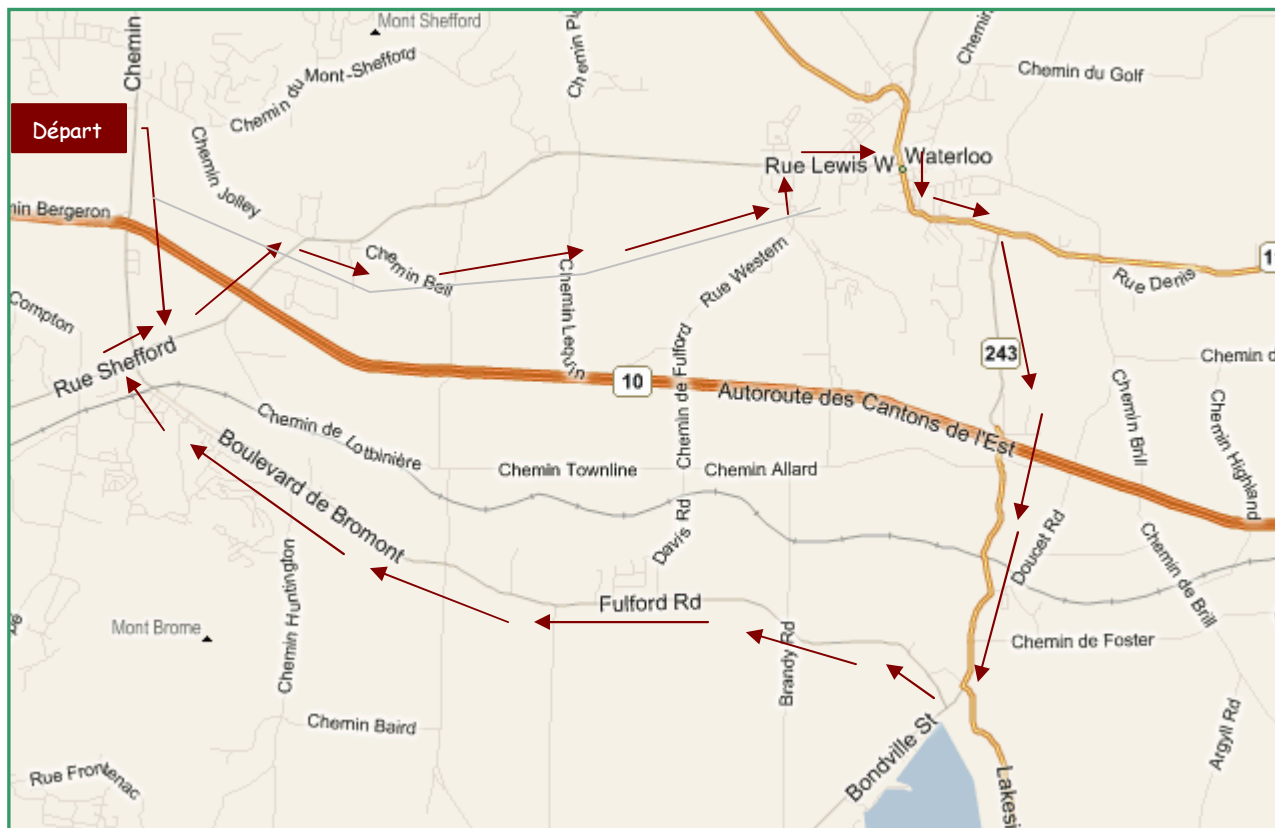 Mont Shefford
Chemin
Chemin du Mont-Shefford
Chemin
Chemin du Golf
Départ
Chemin Jolley
Rue Lewis W
Waterloo
min Bergeron
Chemin Bell
Rue Western
Rue Denis
Compton
Rue Shefford
Chemin Lequin
Chemin de Fulford
10
243
Autoroute des Cantons de l'Est
Chemin d
Chemin Brill
Chemin Highland
Chemin de Lotbinière
Chemin Townline
Chemin Allard
Boulevard de Bromont
Davis Rd
Doucet Rd
Chemin de Brill
Chemin Huntington
Fulford Rd
Mont Brome
Brandy Rd
Chemin de Foster
Chemin Baird
Bondville St
Argyll Rd
Rue Frontenac
Lakesi